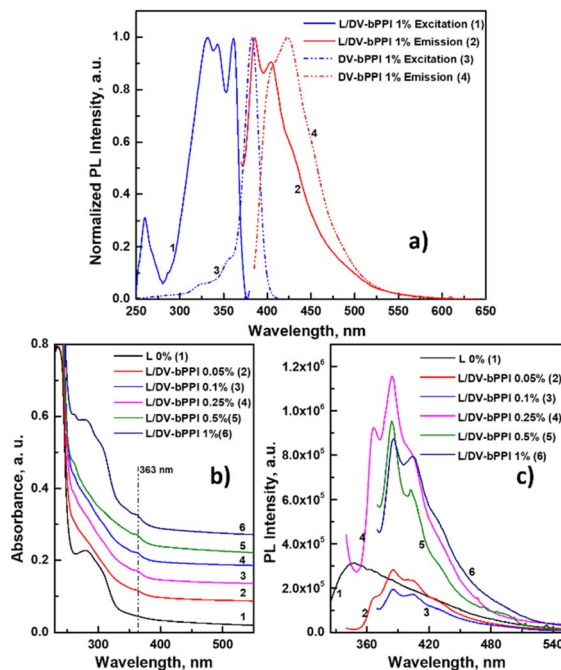 L/DV-bPPI 1% Excitation (1)
L/DV-bPPI 1% Emission (2)
DV-bPPI 1% Excitation (3)
DV-bPPI 1% Emission (4)
1.0
0.8
0.6
0.4
0.2
0.0
Normalized PL Intensity, a.u.
1
3
2
4
a)
250 300 350 400 450 500 550 600 650
Wavelength, nm
L 0% (1)
L/DV-bPPI 0.05% (2)
L/DV-bPPI 0.1% (3)
L/DV-bPPI 0.25% (4)
L/DV-bPPI 0.5%(5)
L/DV-bPPI 1%(6)
0.8
0.6
0.4
0.2
0.0
Absorbance, a. u.
b)
363 nm
6
5
4
3
2
1
300 400 500
Wavelength, nm
L 0% (1)
L/DV-bPPI 0.05% (2)
L/DV-bPPI 0.1% (3)
L/DV-bPPI 0.25% (4)
L/DV-bPPI 0.5% (5)
L/DV-bPPI 1% (6)
1.2x10⁶
1.0x10⁶
8.0x10⁵
6.0x10⁵
4.0x10⁵
2.0x10⁵
0.0
PL Intensity, a.u.
c)
4
5
6
1
2
3
360 400 440 480 520 540
Wavelength, nm